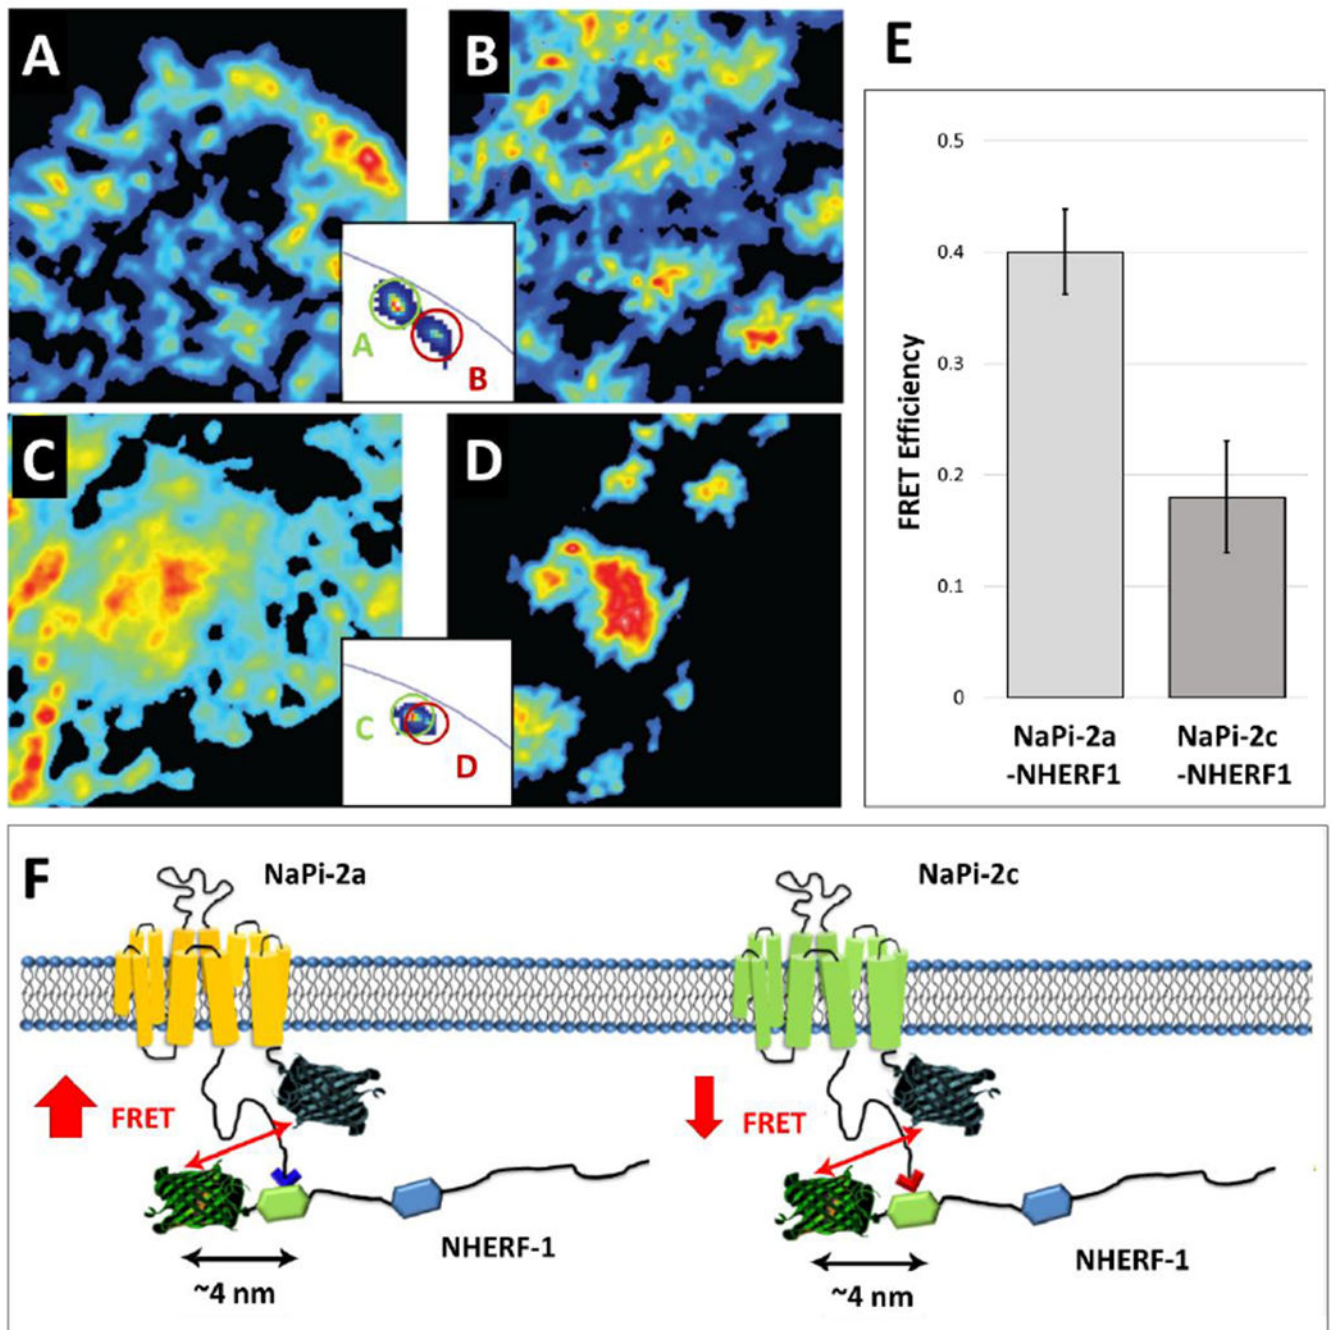 A
B
A
B
C
D
C
D
E
FRET Efficiency
0.5
0.4
0.3
0.2
0.1
0
NaPi-2a
-NHERF1
NaPi-2c
-NHERF1
F
NaPi-2a
NaPi-2c
FRET
FRET
NHERF-1
NHERF-1
~4 nm
~4 nm